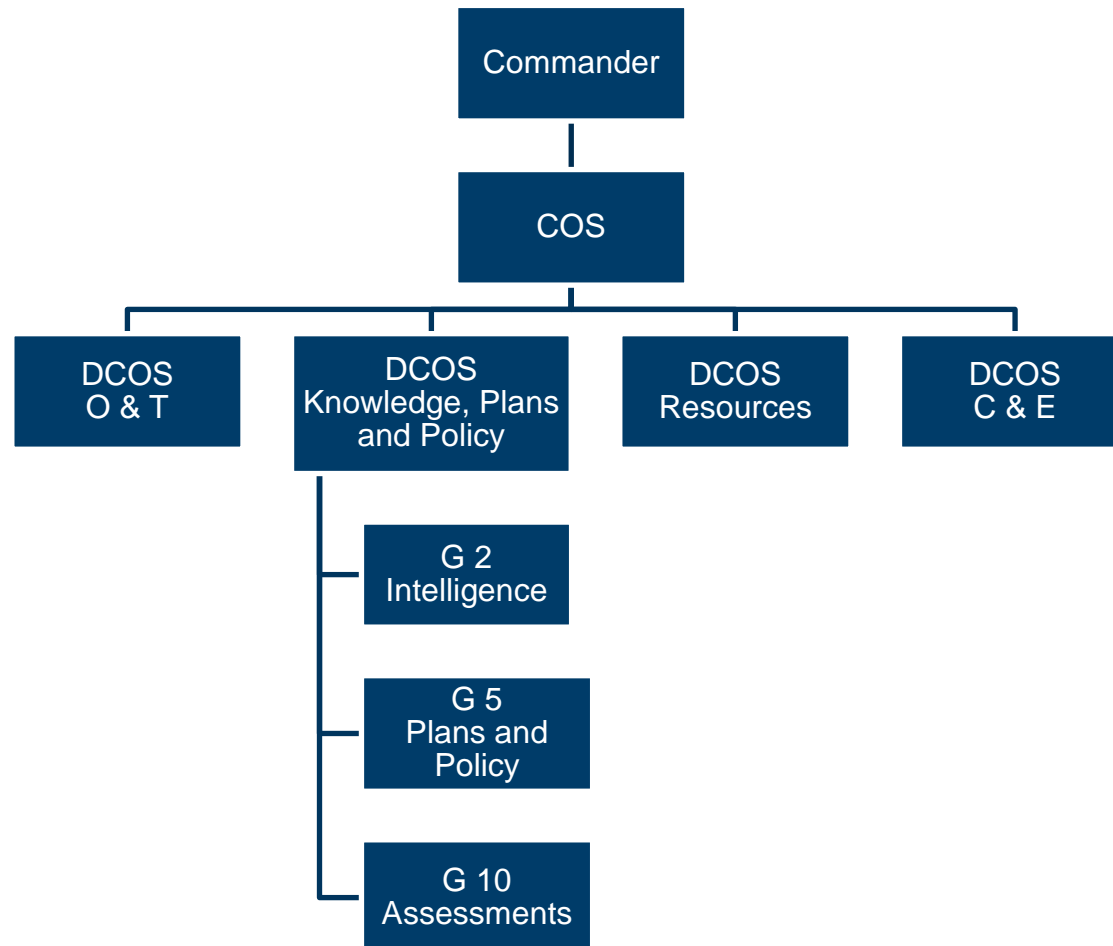 Commander
COS
DCOS
O & T
DCOS
Knowledge, Plans
and Policy
DCOS
Resources
DCOS
C & E
G 2
Intelligence
G 5
Plans and
Policy
G 10
Assessments